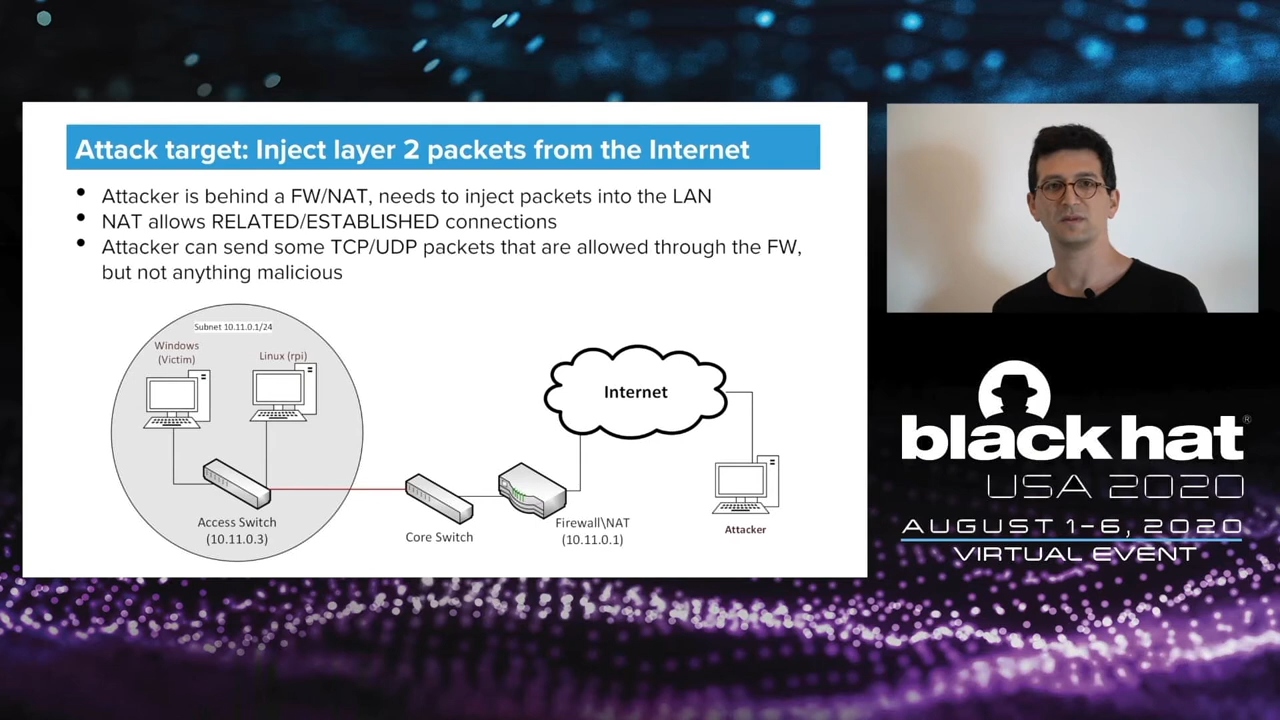 Attack target: Inject layer 2 packets from the Internet
• Attacker is behind a FW/NAT, needs to inject packets into the LAN
• NAT allows RELATED/ESTABLISHED connections
• Attacker can send some TCP/UDP packets that are allowed through the FW,
but not anything malicious
Subnet 10.11.0.1/24
Windows
(Victim)
Linux (rpi)
Internet
Access Switch
(10.11.0.3)
Core Switch
Firewall\NAT
(10.11.0.1)
Attacker
black hat®
USA 2020
AUGUST 1-6, 2020
VIRTUAL EVENT